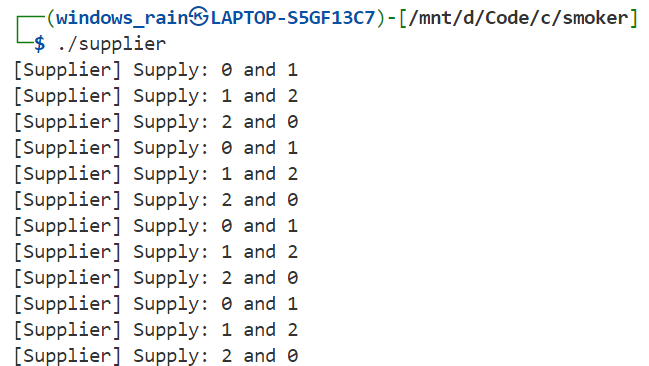 ┌──(windows_rain㉿LAPTOP-S5GF13C7)-[/mnt/d/Code/c/smoker]
└─$ ./supplier
[Supplier] Supply: 0 and 1
[Supplier] Supply: 1 and 2
[Supplier] Supply: 2 and 0
[Supplier] Supply: 0 and 1
[Supplier] Supply: 1 and 2
[Supplier] Supply: 2 and 0
[Supplier] Supply: 0 and 1
[Supplier] Supply: 1 and 2
[Supplier] Supply: 2 and 0
[Supplier] Supply: 0 and 1
[Supplier] Supply: 1 and 2
[Supplier] Supply: 2 and 0